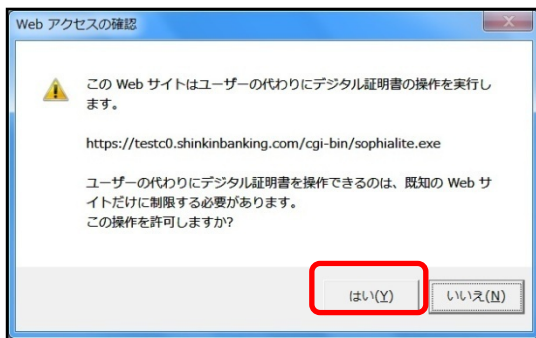 Web アクセスの確認
この Web サイトはユーザーの代わりにデジタル証明書の操作を実行し
ます。
https://testc0.shinkinbanking.com/cgi-bin/sophialite.exe
ユーザーの代わりにデジタル証明書を操作できるのは、既知の Web サ
イトだけに制限する必要があります。
この操作を許可しますか?
はい(Y) いいえ(N)